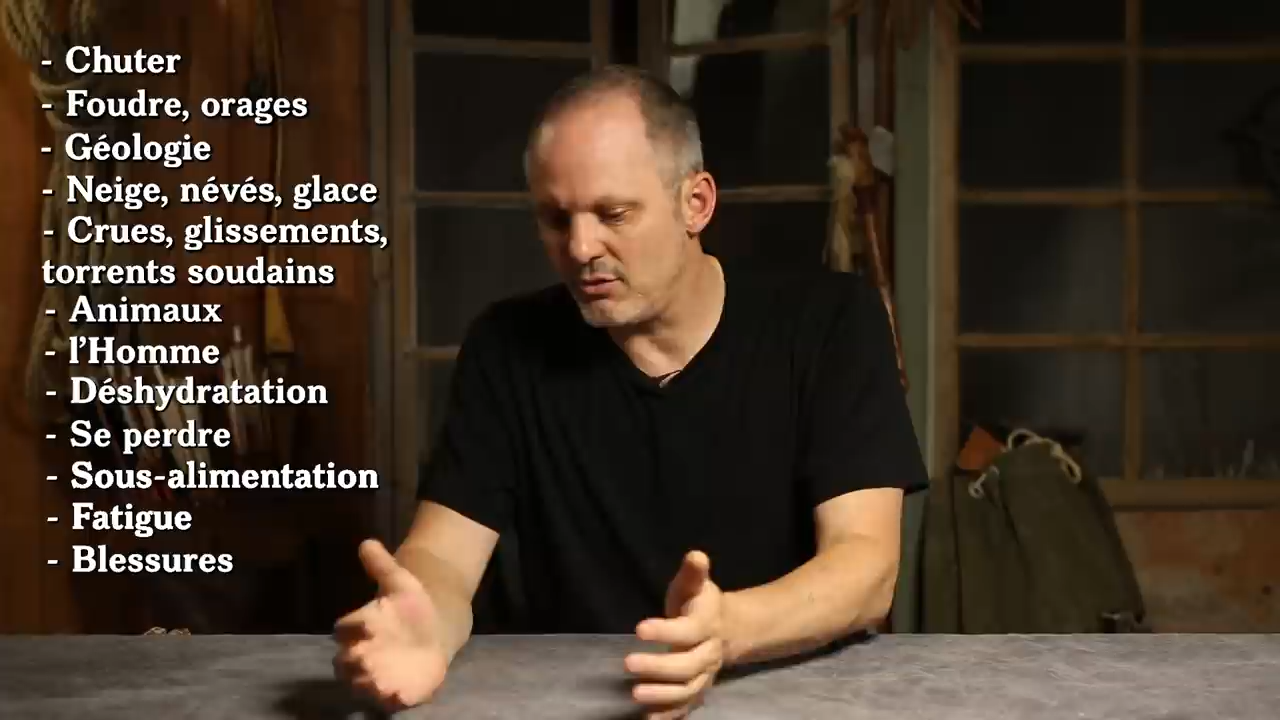 - Chuter
- Foudre, orages
- Géologie
- Neige, névés, glace
- Crues, glissements,
torrents soudains
- Animaux
- l’Homme
- Déshydratation
- Se perdre
- Sous-alimentation
- Fatigue
- Blessures